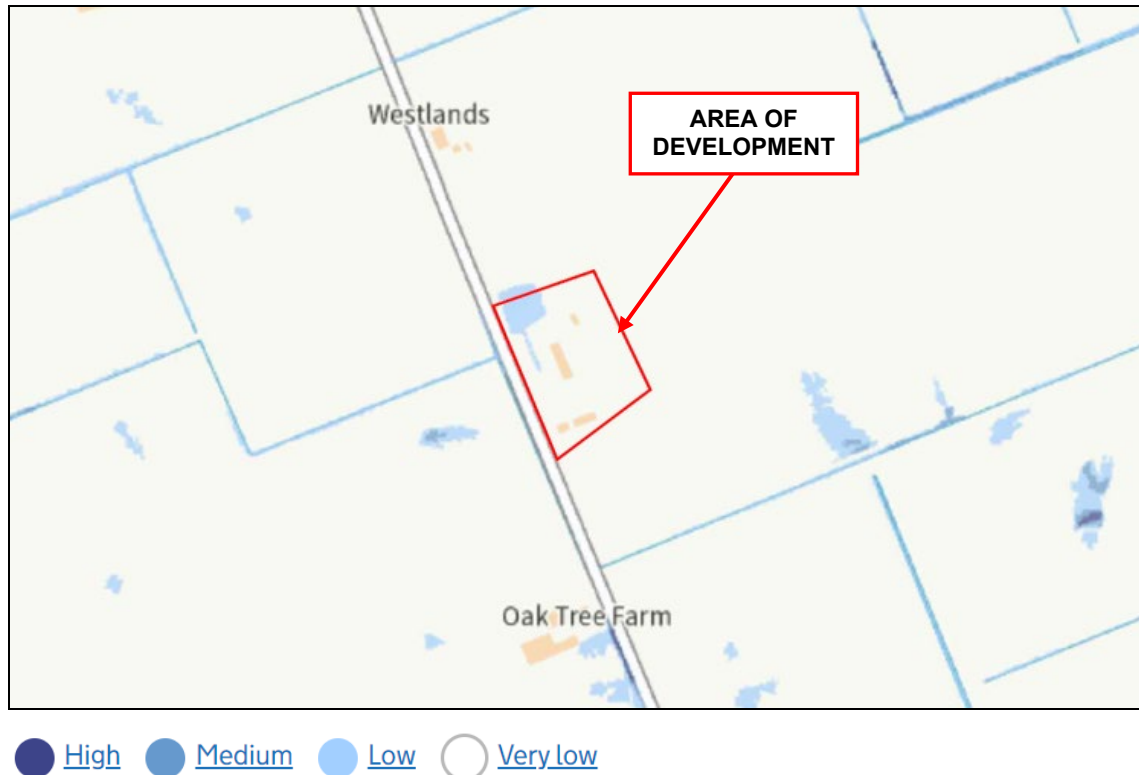 Westlands
AREA OF
DEVELOPMENT
Oak Tree Farm
High Medium Low Very low